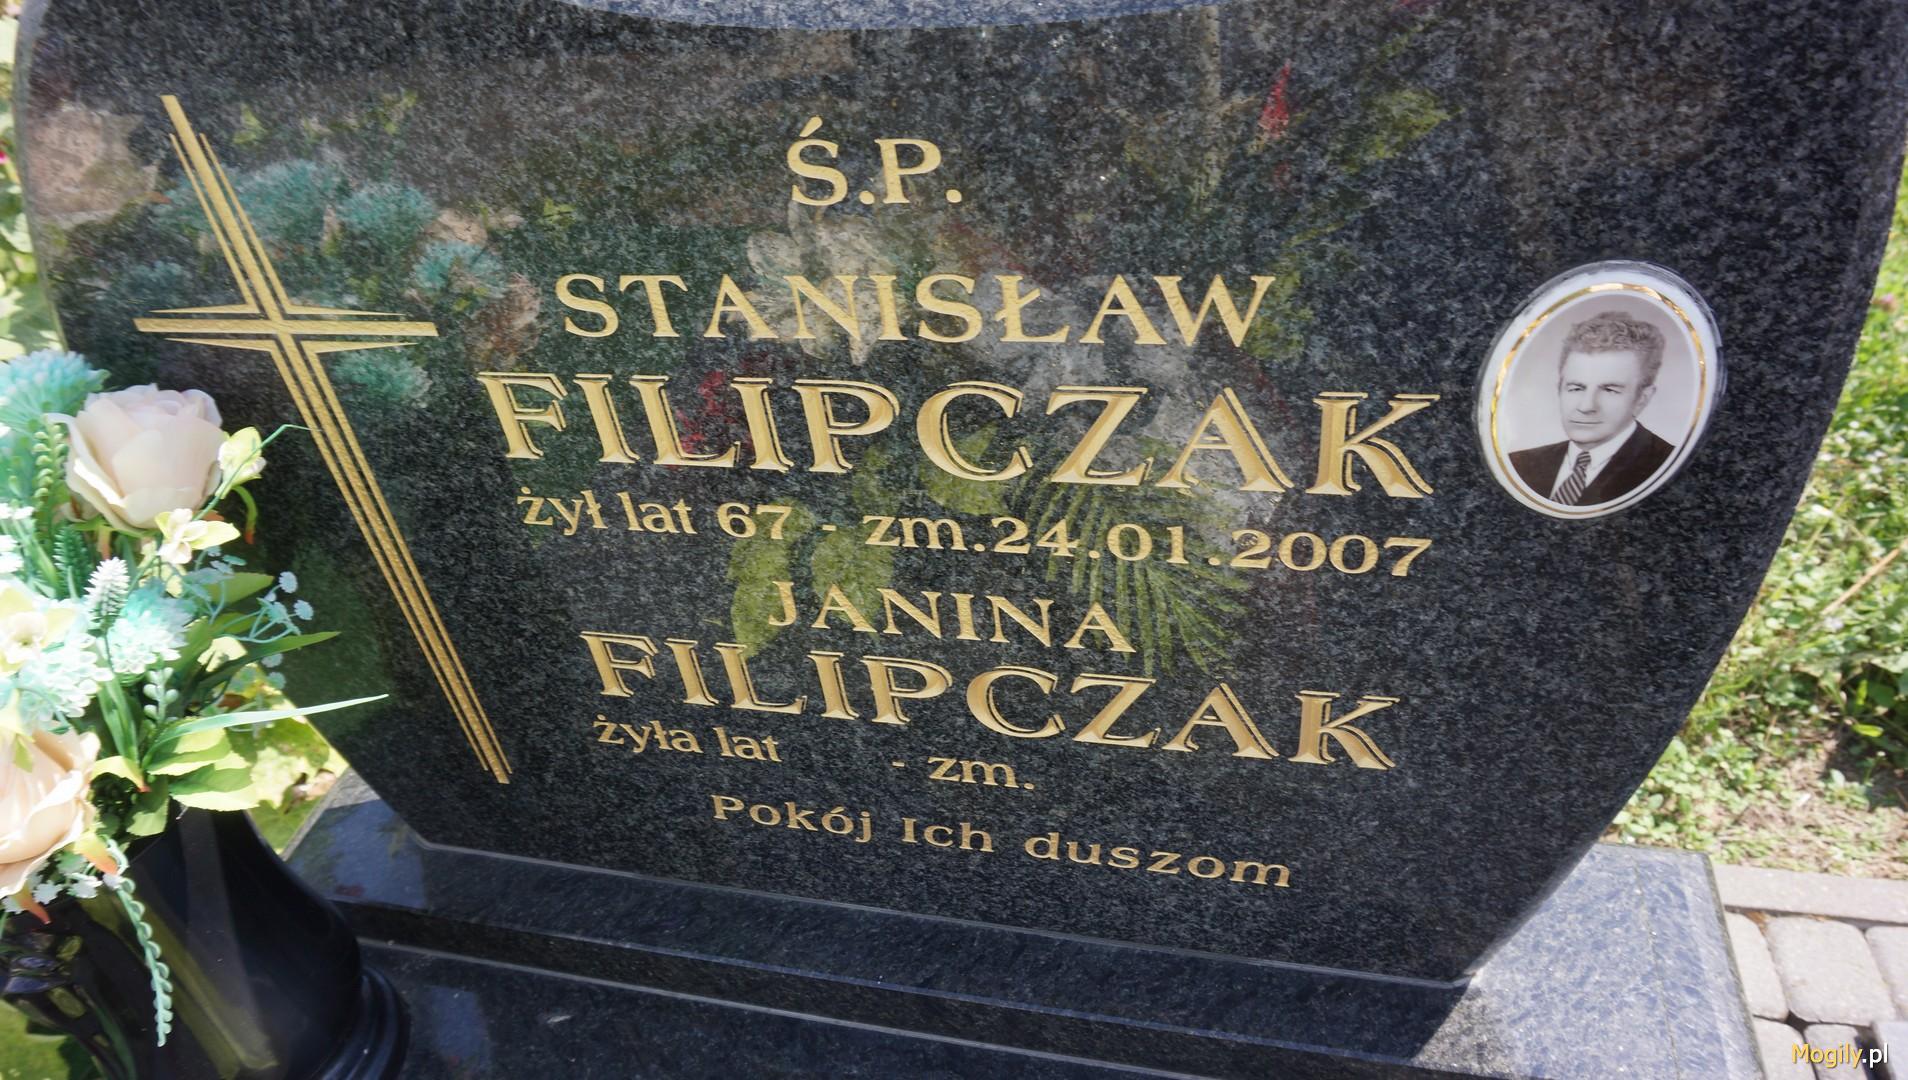 Ś.P.
STANISŁAW
FILIPCZAK
żył lat 67 - zm.24.01.2007
JANINA
FILIPCZAK
żyła lat - zm.
Pokój Ich duszom
Mogily.pl